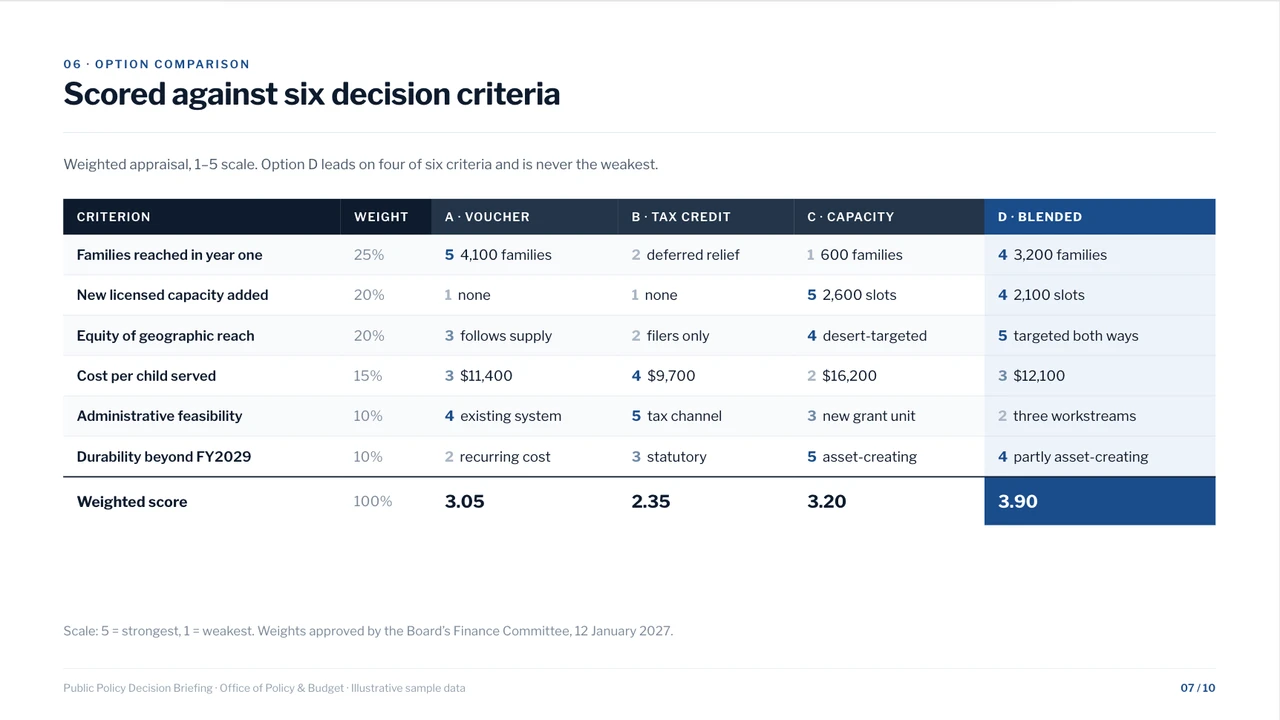 06 · OPTION COMPARISON
Scored against six decision criteria
Weighted appraisal, 1–5 scale. Option D leads on four of six criteria and is never the weakest.
CRITERION WEIGHT A · VOUCHER B · TAX CREDIT C · CAPACITY D · BLENDED
Families reached in year one 25% 5 4,100 families 2 deferred relief 1 600 families 4 3,200 families
New licensed capacity added 20% 1 none 1 none 5 2,600 slots 4 2,100 slots
Equity of geographic reach 20% 3 follows supply 2 filers only 4 desert-targeted 5 targeted both ways
Cost per child served 15% 3 $11,400 4 $9,700 2 $16,200 3 $12,100
Administrative feasibility 10% 4 existing system 5 tax channel 3 new grant unit 2 three workstreams
Durability beyond FY2029 10% 2 recurring cost 3 statutory 5 asset-creating 4 partly asset-creating
Weighted score 100% 3.05 2.35 3.20 3.90
Scale: 5 = strongest, 1 = weakest. Weights approved by the Board's Finance Committee, 12 January 2027.
Public Policy Decision Briefing · Office of Policy & Budget · Illustrative sample data 07 / 10